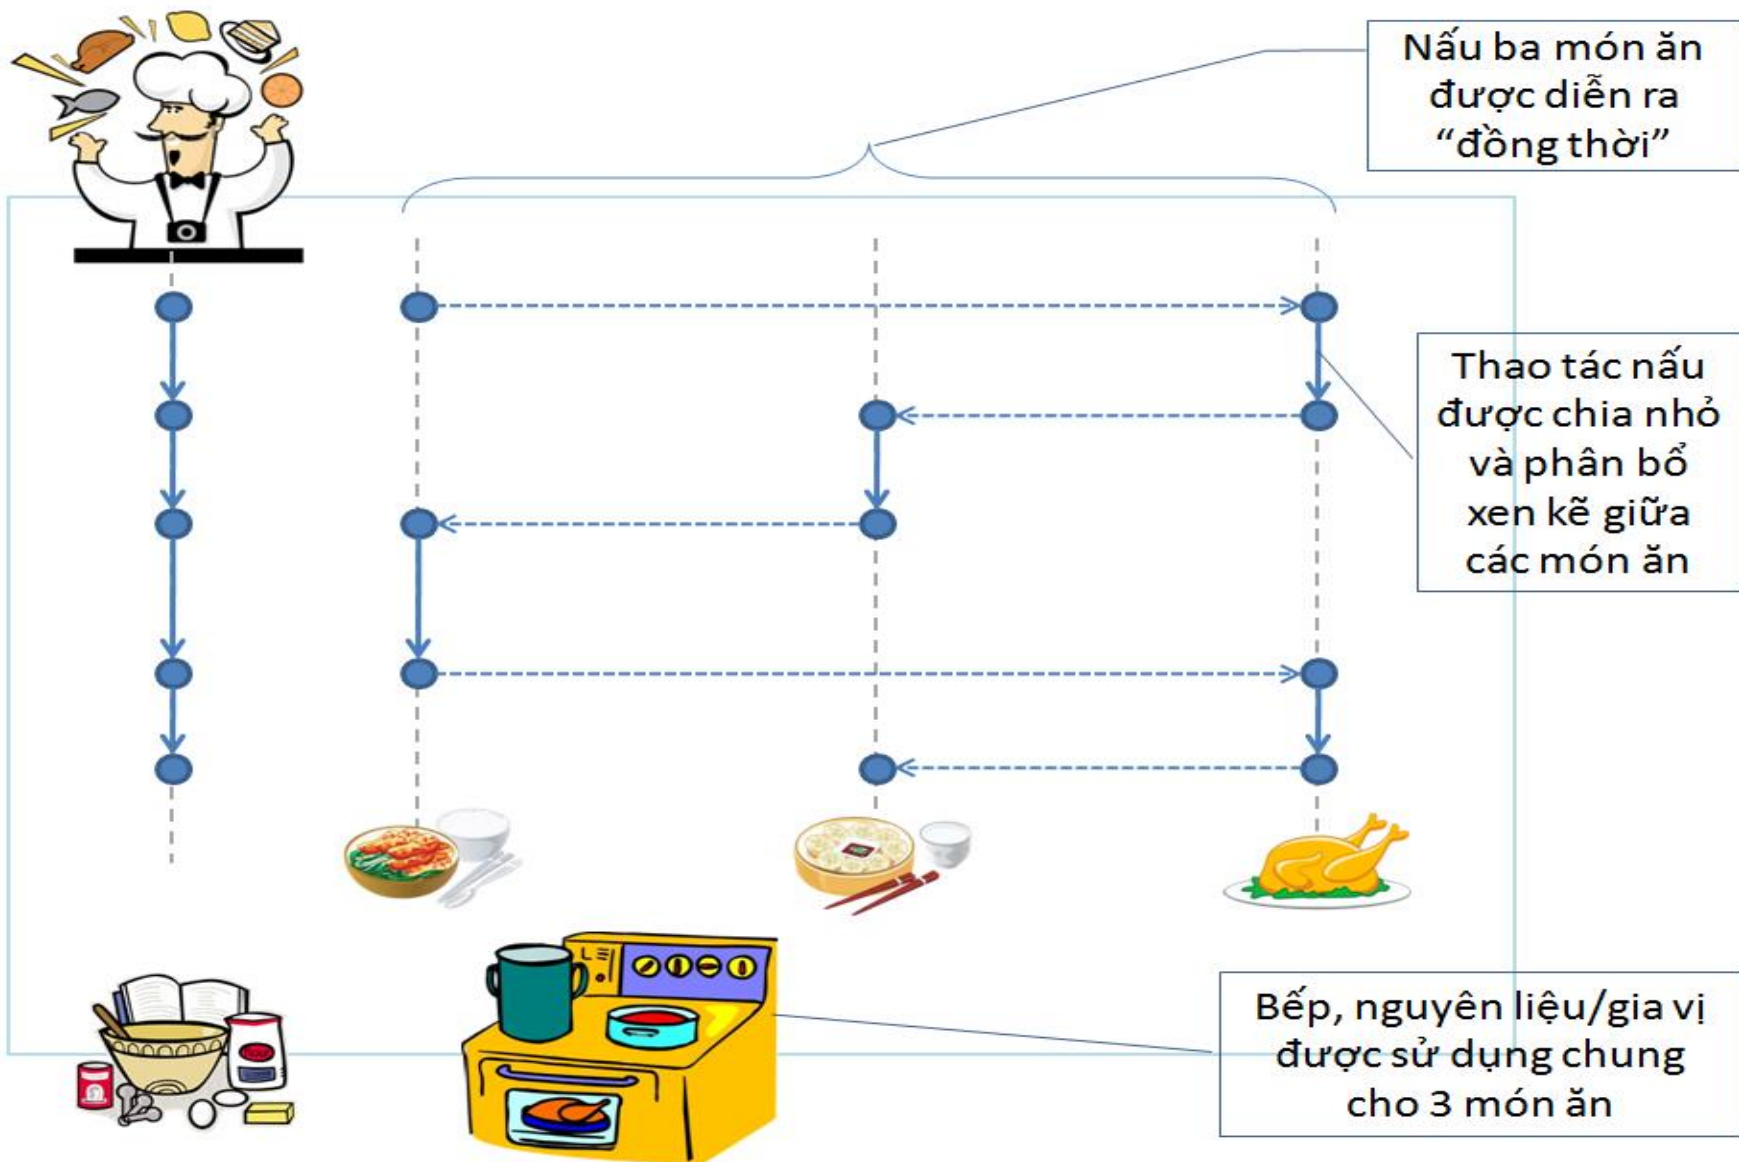 Nấu ba món ăn
được diễn ra
“đồng thời”
Thao tác nấu
được chia nhỏ
và phân bổ
xen kẽ giữa
các món ăn
Bếp, nguyên liệu/gia vị
được sử dụng chung
cho 3 món ăn